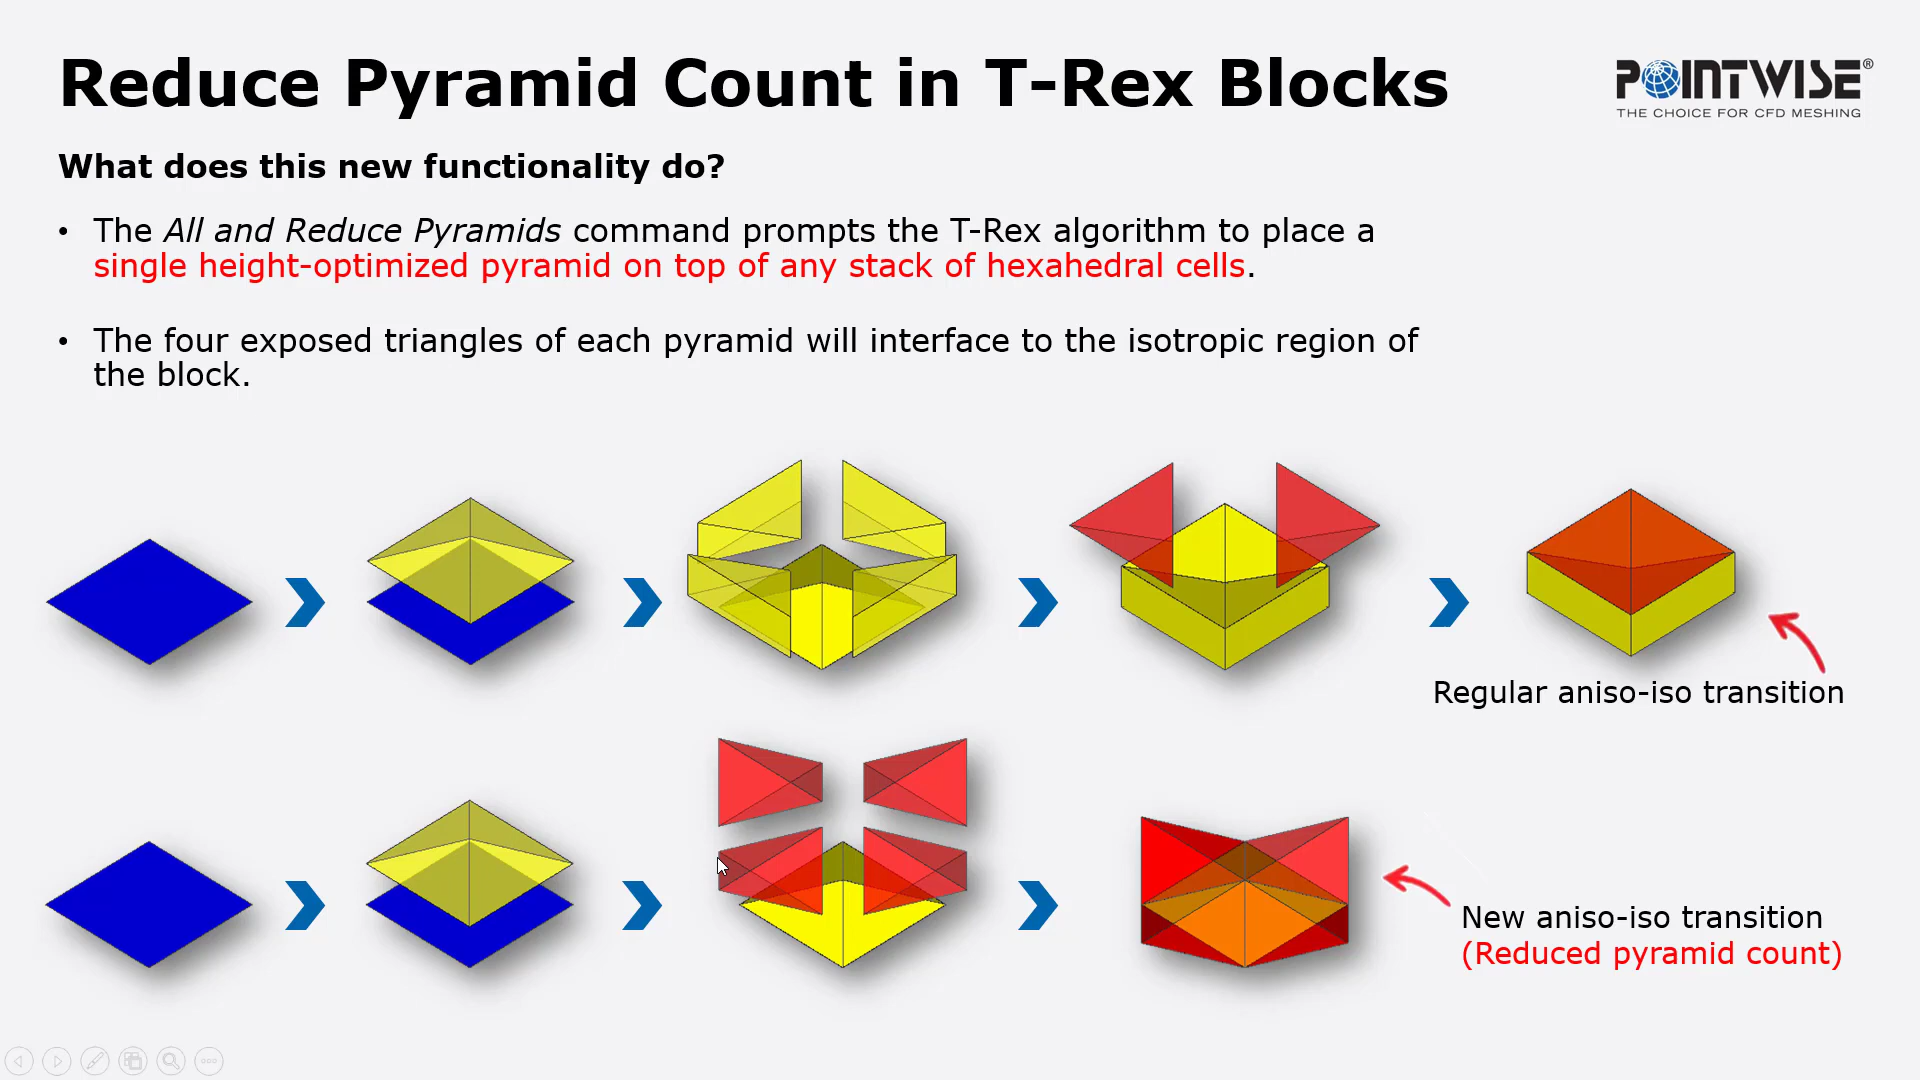 Reduce Pyramid Count in T-Rex Blocks
POINTWISE®
THE CHOICE FOR CFD MESHING
What does this new functionality do?
• The All and Reduce Pyramids command prompts the T-Rex algorithm to place a
single height-optimized pyramid on top of any stack of hexahedral cells.
• The four exposed triangles of each pyramid will interface to the isotropic region of
the block.
Regular aniso-iso transition
New aniso-iso transition
(Reduced pyramid count)